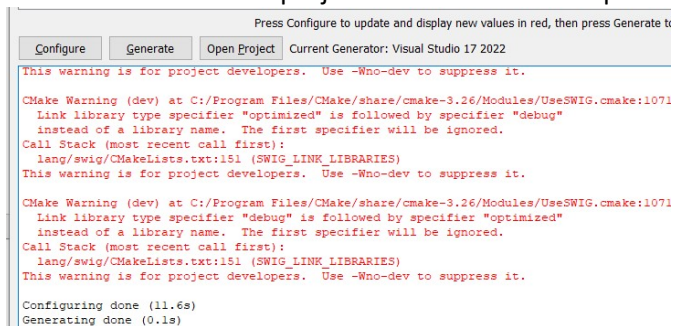 Press Configure to update and display new values in red, then press Generate to
Configure Generate Open Project Current Generator: Visual Studio 17 2022
This warning is for project developers. Use -Wno-dev to suppress it.
CMake Warning (dev) at C:/Program Files/CMake/share/cmake-3.26/Modules/UseSWIG.cmake:1071
Link library type specifier "optimized" is followed by specifier "debug"
instead of a library name. The first specifier will be ignored.
Call Stack (most recent call first):
lang/swig/CMakeLists.txt:151 (SWIG_LINK_LIBRARIES)
This warning is for project developers. Use -Wno-dev to suppress it.
CMake Warning (dev) at C:/Program Files/CMake/share/cmake-3.26/Modules/UseSWIG.cmake:1071
Link library type specifier "debug" is followed by specifier "optimized"
instead of a library name. The first specifier will be ignored.
Call Stack (most recent call first):
lang/swig/CMakeLists.txt:151 (SWIG_LINK_LIBRARIES)
This warning is for project developers. Use -Wno-dev to suppress it.
Configuring done (11.6s)
Generating done (0.1s)